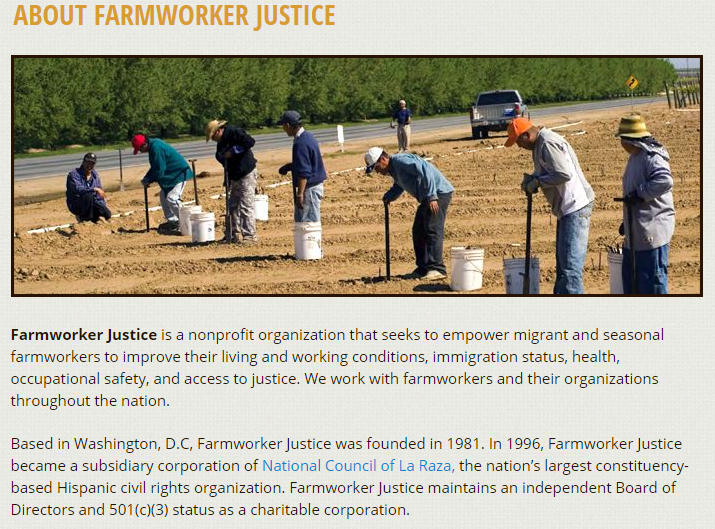 ABOUT FARMWORKER JUSTICE
Farmworker Justice is a nonprofit organization that seeks to empower migrant and seasonal
farmworkers to improve their living and working conditions, immigration status, health,
occupational safety, and access to justice. We work with farmworkers and their organizations
throughout the nation.
Based in Washington, D.C, Farmworker Justice was founded in 1981. In 1996, Farmworker Justice
became a subsidiary corporation of National Council of La Raza, the nation’s largest constituency-
based Hispanic civil rights organization. Farmworker Justice maintains an independent Board of
Directors and 501(c)(3) status as a charitable corporation.